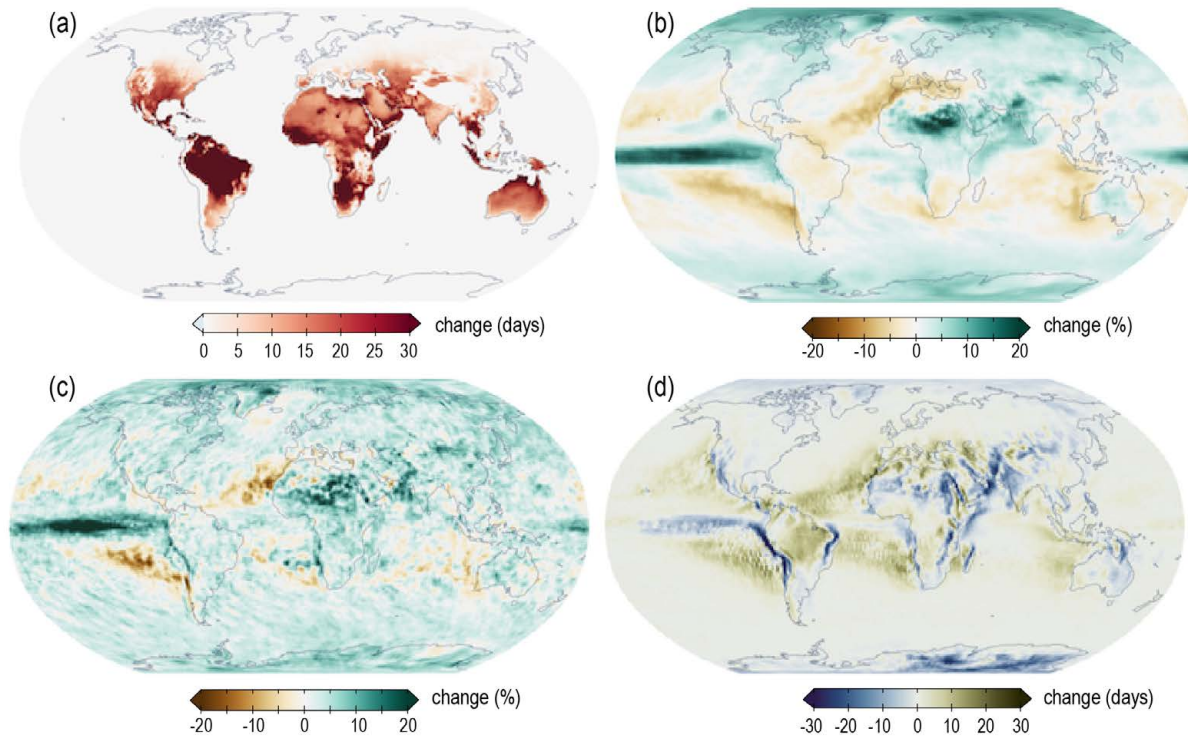 (a)
(b)
0 5 10 15 20 25 30 change (days)
-20 -10 0 10 20 change (%)
(c)
(d)
-20 -10 0 10 20 change (%)
-30 -20 -10 0 10 20 30 change (days)